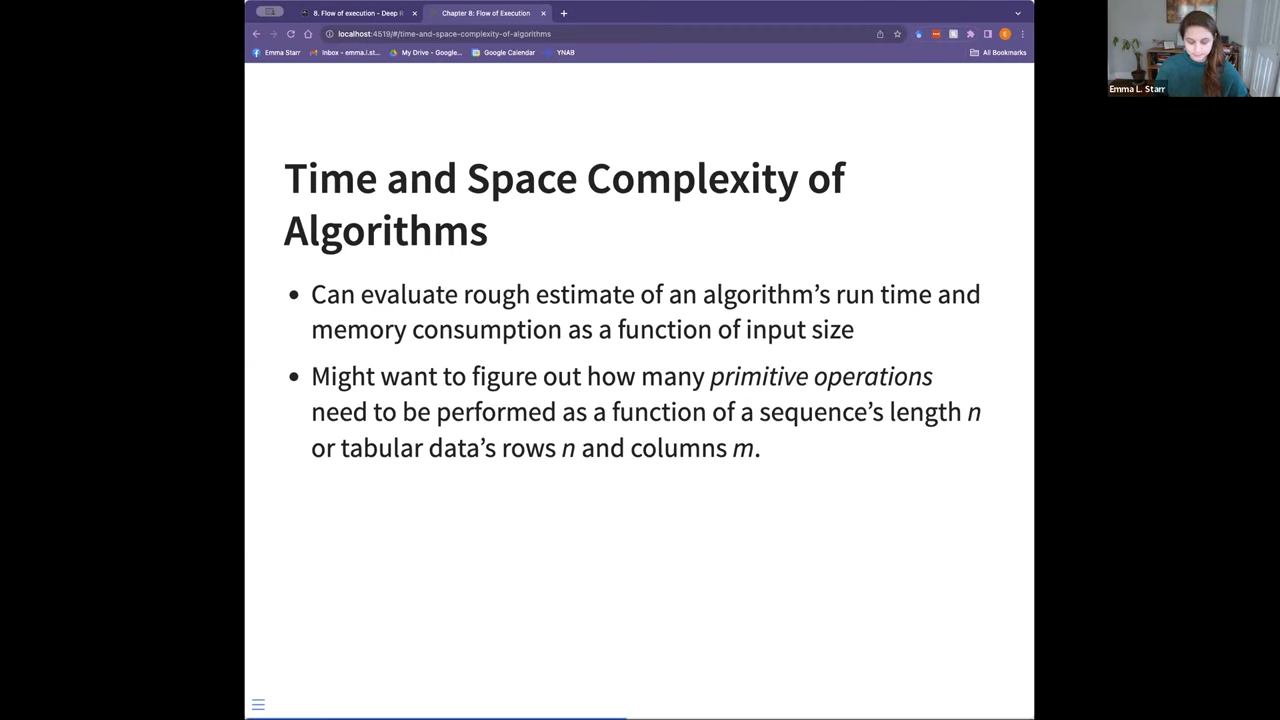 8. Flow of execution - Deep R
Chapter 8: Flow of Execution
localhost:4519/#/time-and-space-complexity-of-algorithms
Emma Starr
Inbox - emma.l.st...
My Drive - Google...
Google Calendar
YNAB
All Bookmarks
E
Emma L. Starr
Time and Space Complexity of
Algorithms
• Can evaluate rough estimate of an algorithm’s run time and
memory consumption as a function of input size
• Might want to figure out how many primitive operations
need to be performed as a function of a sequence’s length n
or tabular data’s rows n and columns m.